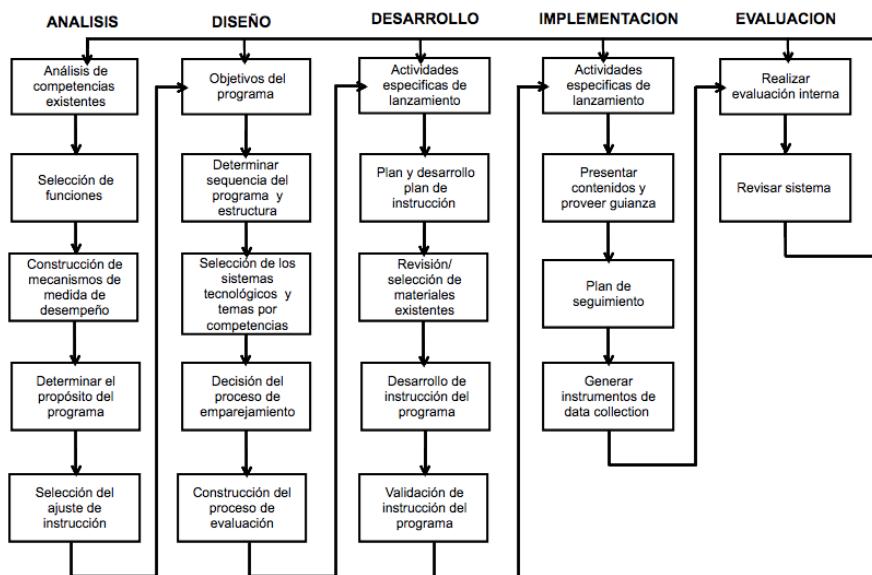 ANALISIS
DISEÑO
DESARROLLO
IMPLEMENTACION
EVALUACION
Análisis de
competencias
existentes
Selección de
funciones
Construcción de
mecanismos de
medida de
desempeño
Determinar el
propósito del
programa
Selección del
ajuste de
instrucción
Objetivos del
programa
Determinar
sequencia del
programa y
estructura
Selección de los
sistemas
tecnológicos y
temas por
competencias
Decisión del
proceso de
emparejamiento
Construcción del
proceso de
evaluación
Actividades
especificas de
lanzamiento
Plan y desarrollo
plan de
instrucción
Revisión/
selección de
materiales
existentes
Desarrollo de
instrucción del
programa
Validación de
instrucción del
programa
Actividades
especificas de
lanzamiento
Presentar
contenidos y
proveer guianza
Plan de
seguimiento
Generar
instrumentos de
data collection
Realizar
evaluación interna
Revisar sistema